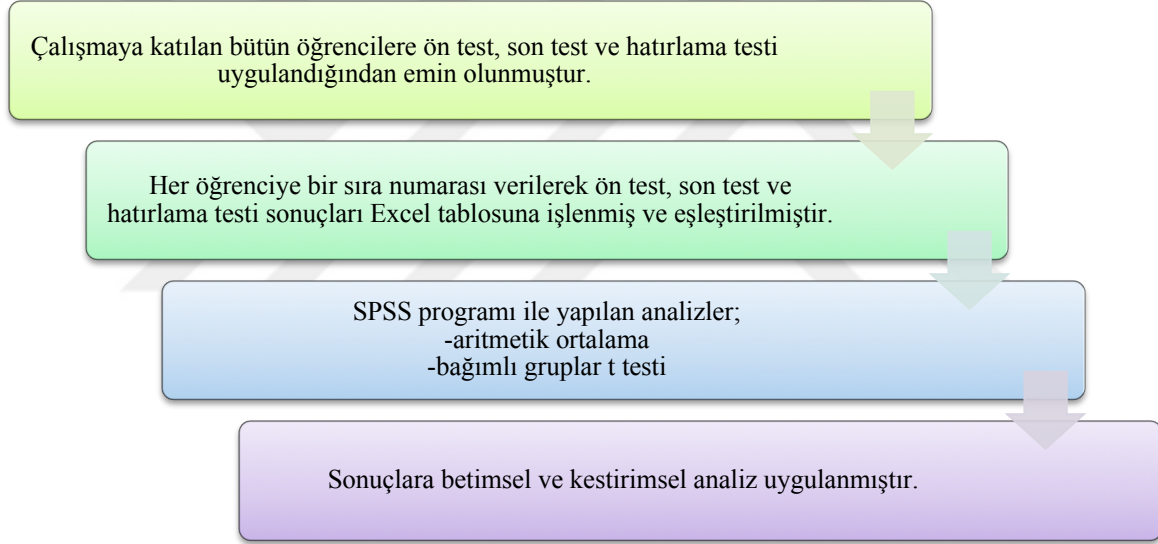 Çalışmaya katılan bütün öğrencilere ön test, son test ve hatırlama testi
uygulandığından emin olunmuştur.
Her öğrenciye bir sıra numarası verilerek ön test, son test ve
hatırlama testi sonuçları Excel tablosuna işlenmiş ve eşleştirilmiştir.
SPSS programı ile yapılan analizler;
-aritmetik ortalama
-bağımlı gruplar t testi
Sonuçlara betimsel ve kestirimsel analiz uygulanmıştır.